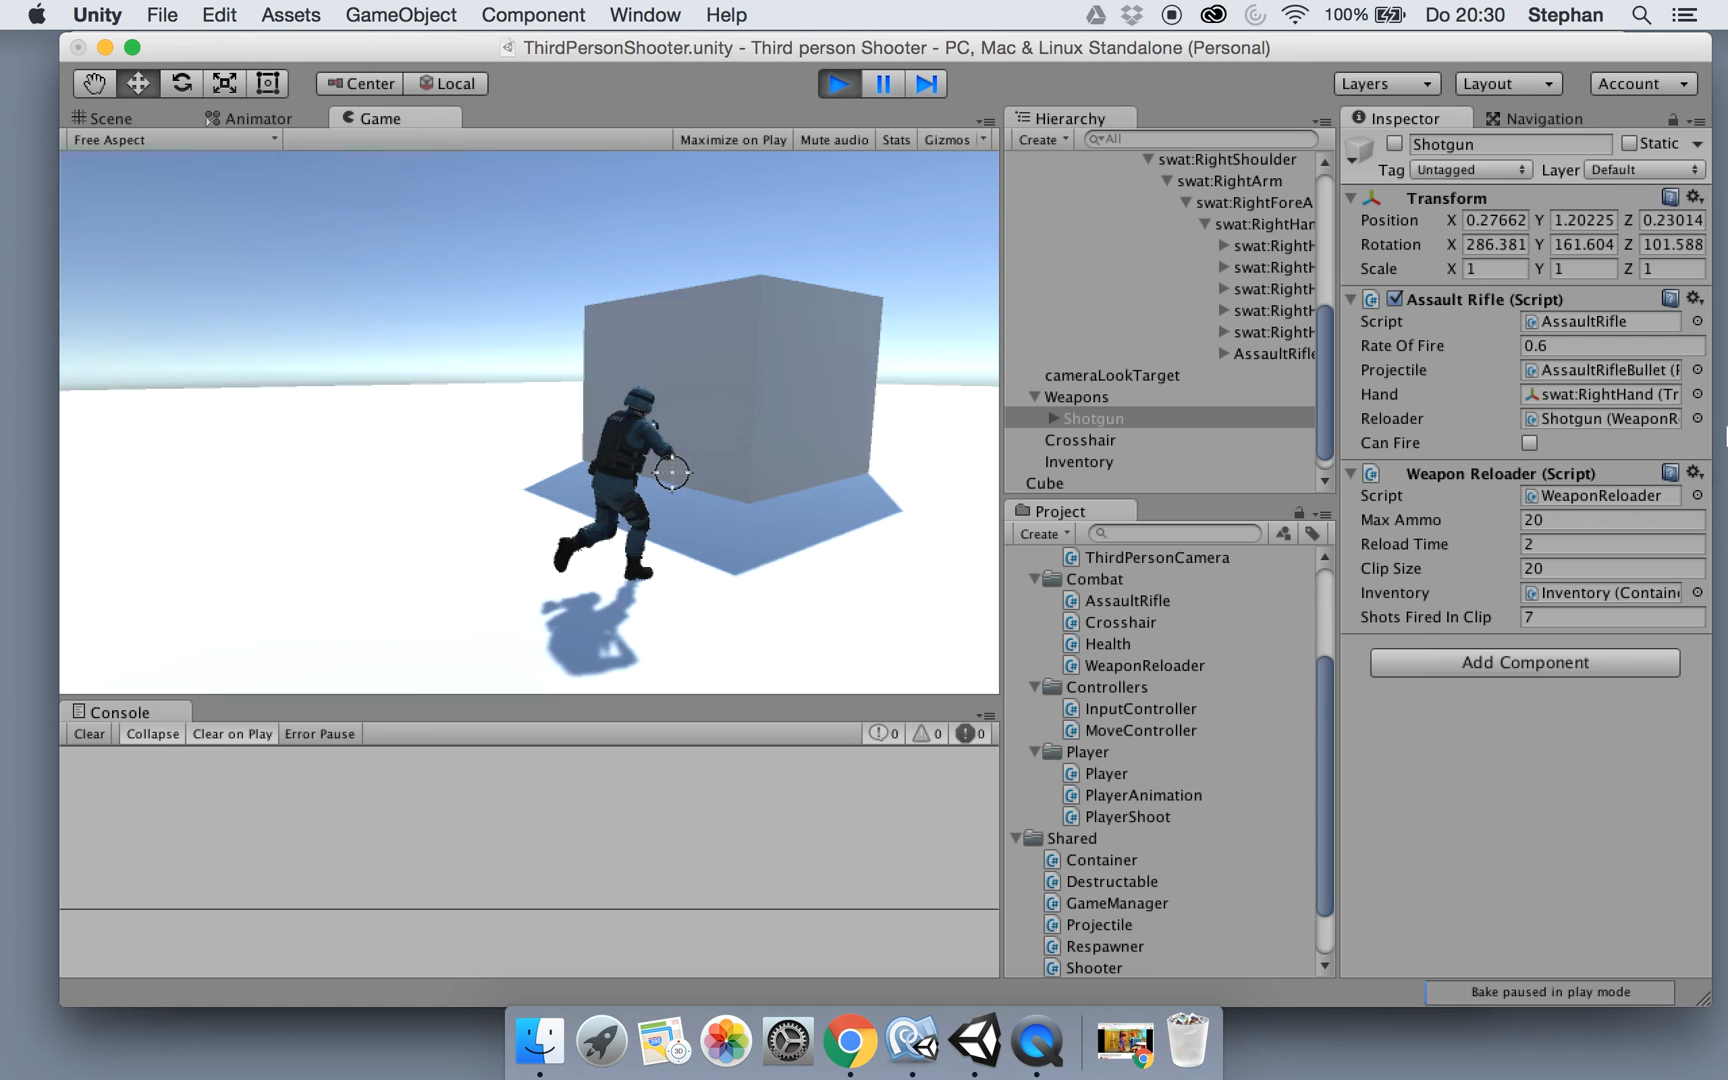 Unity File Edit Assets GameObject Component Window Help 100% Do 20:30 Stephan
ThirdPersonShooter.unity - Third person Shooter - PC, Mac & Linux Standalone (Personal)
Center Local Layers Layout Account
Scene Animator Game
Free Aspect Maximize on Play Mute audio Stats Gizmos
Hierarchy
Create All
swat:RightShoulder
swat:RightArm
swat:RightForeA
swat:RightHan
swat:RightH
swat:RightH
swat:RightH
swat:RightH
swat:RightH
AssaultRifle
cameraLookTarget
Weapons
Shotgun
Crosshair
Inventory
Cube
Project
Create
ThirdPersonCamera
Combat
AssaultRifle
Crosshair
Health
WeaponReloader
Controllers
InputController
MoveController
Player
Player
PlayerAnimation
PlayerShoot
Shared
Container
Destructable
GameManager
Projectile
Respawner
Shooter
Inspector Navigation
Shotgun Static
Tag Untagged Layer Default
Transform
Position X 0.27662 Y 1.20225 Z 0.23014
Rotation X 286.381 Y 161.604 Z 101.588
Scale X 1 Y 1 Z 1
Assault Rifle (Script)
Script AssaultRifle
Rate Of Fire 0.6
Projectile AssaultRifleBullet (
Hand swat:RightHand (Tr
Reloader Shotgun (WeaponR
Can Fire
Weapon Reloader (Script)
Script WeaponReloader
Max Ammo 20
Reload Time 2
Clip Size 20
Inventory Inventory (Contain
Shots Fired In Clip 7
Add Component
Console
Clear Collapse Clear on Play Error Pause 0 0 0
Bake paused in play mode